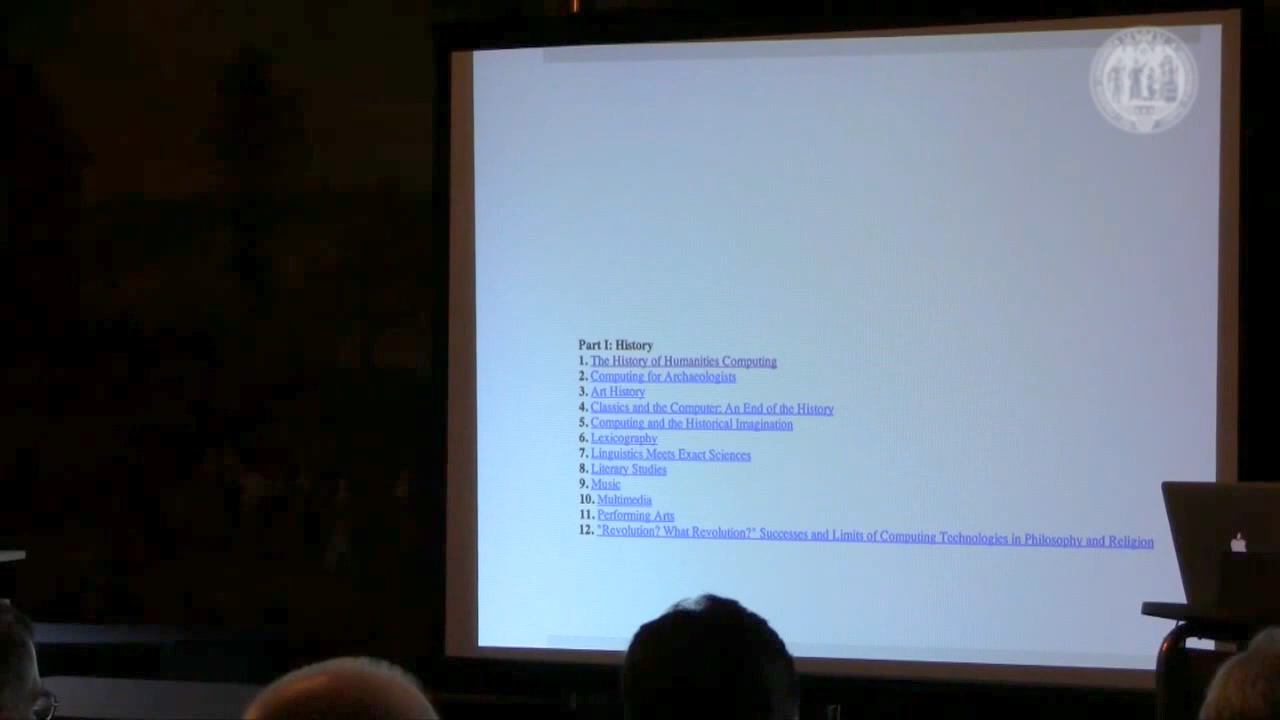 Part I: History
1. The History of Humanities Computing
2. Computing for Archaeologists
3. Art History
4. Classics and the Computer: An End of the History
5. Computing and the Historical Imagination
6. Lexicography
7. Linguistics Meets Exact Sciences
8. Literary Studies
9. Music
10. Multimedia
11. Performing Arts
12. "Revolution? What Revolution?" Successes and Limits of Computing Technologies in Philosophy and Religion